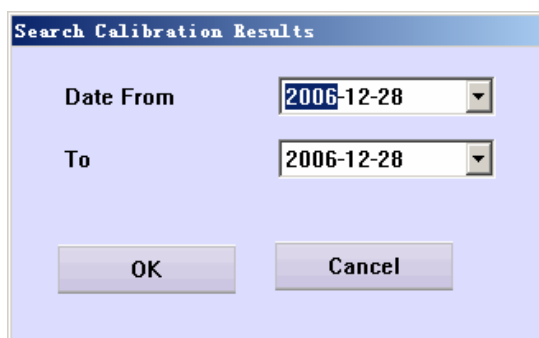 Search Calibration Results
Date From 2006-12-28
To 2006-12-28
OK Cancel